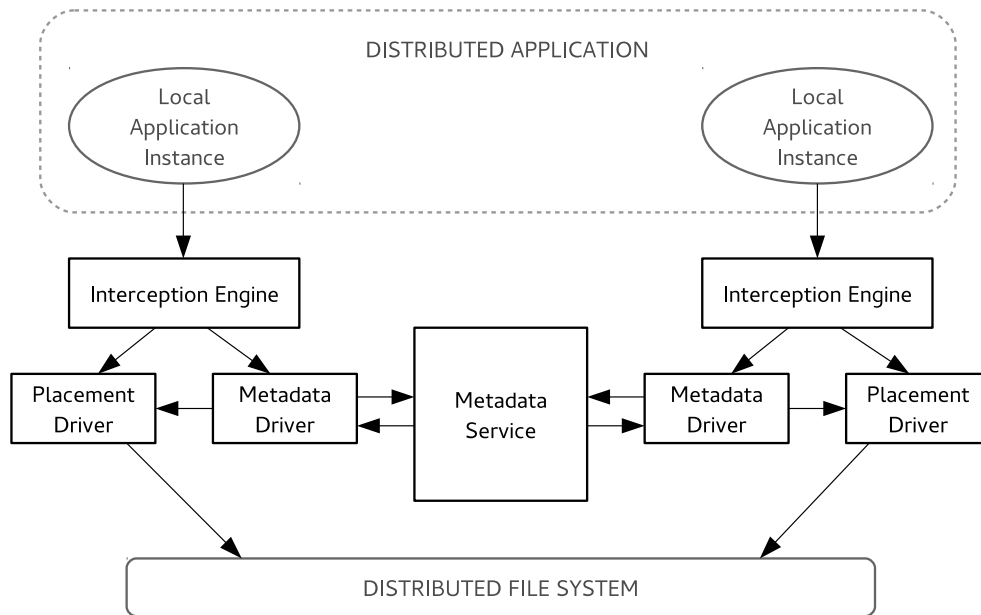 DISTRIBUTED APPLICATION
Local
Application
Instance
Local
Application
Instance
Interception Engine
Interception Engine
Placement
Driver
Metadata
Driver
Metadata
Service
Metadata
Driver
Placement
Driver
DISTRIBUTED FILE SYSTEM